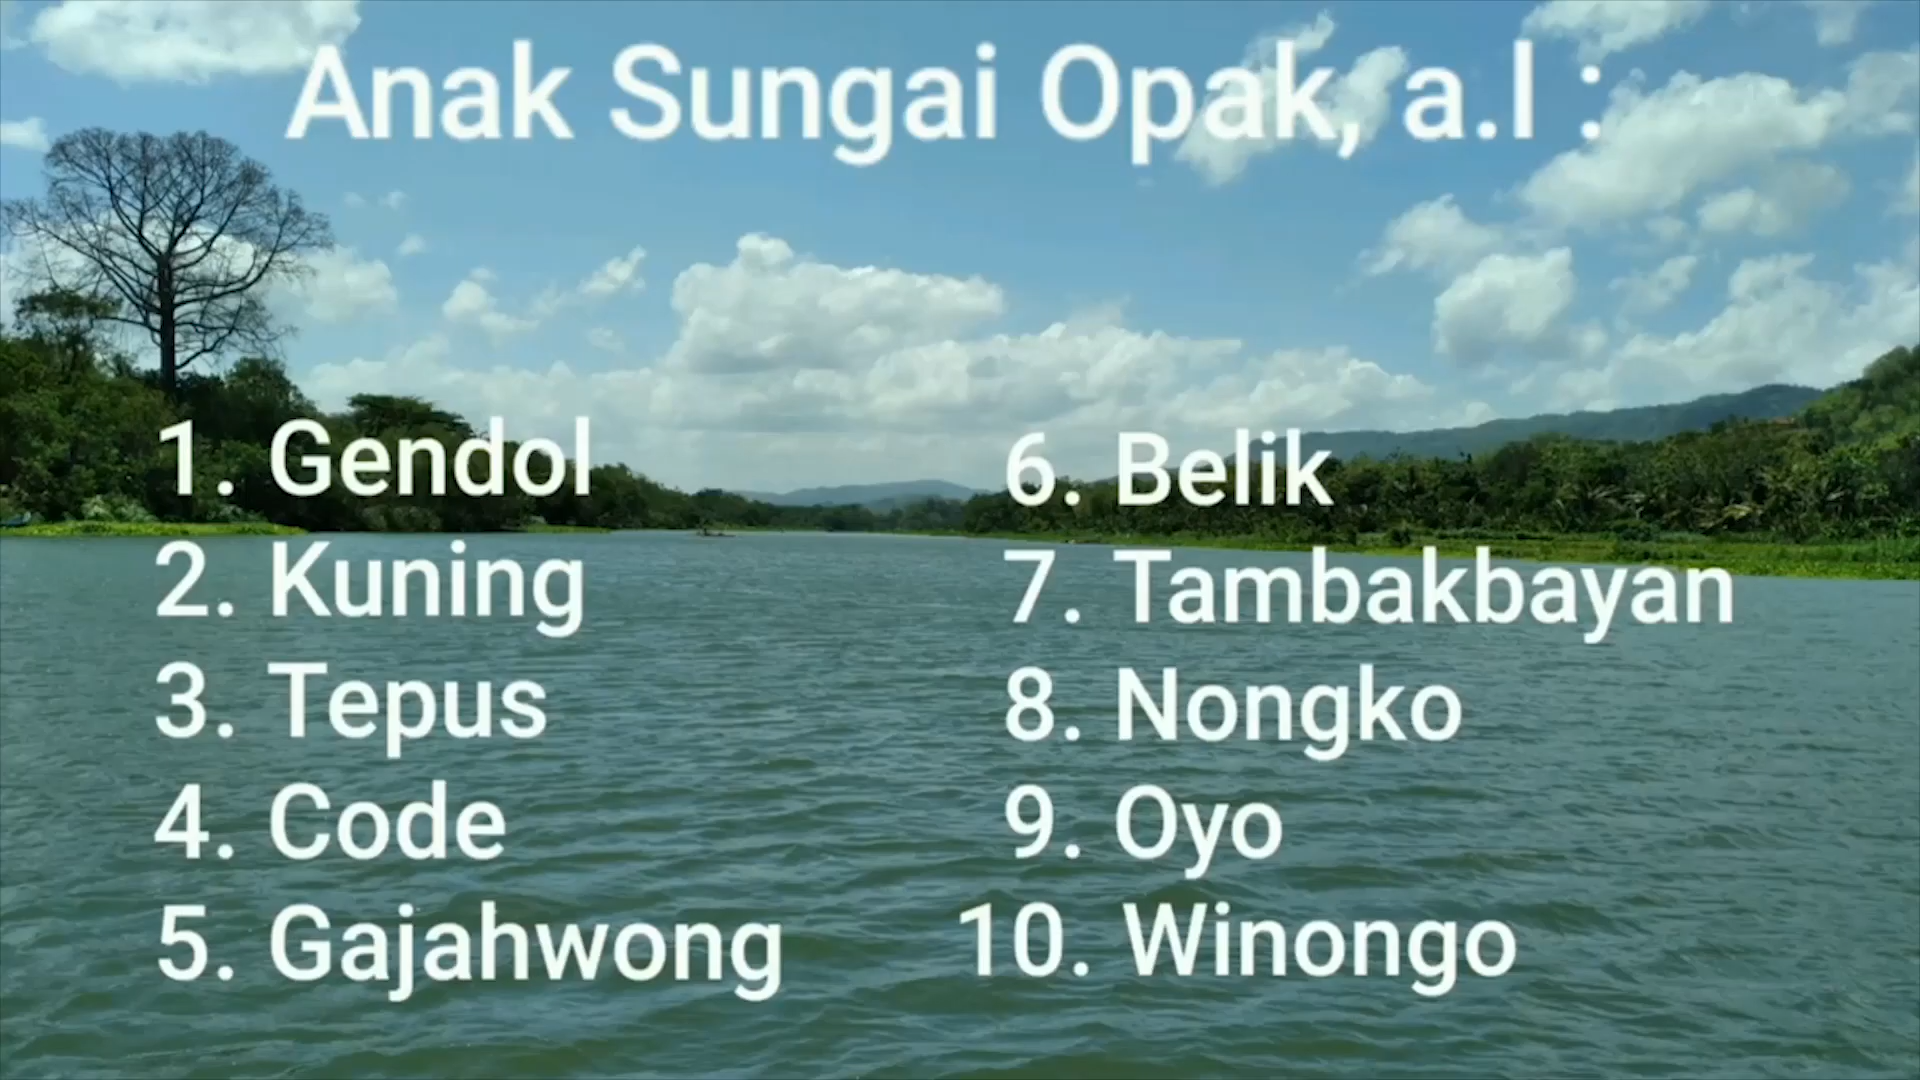 Anak Sungai Opak, a.l :
1. Gendol
2. Kuning
3. Tepus
4. Code
5. Gajahwong
6. Belik
7. Tambakbayan
8. Nongko
9. Oyo
10. Winongo